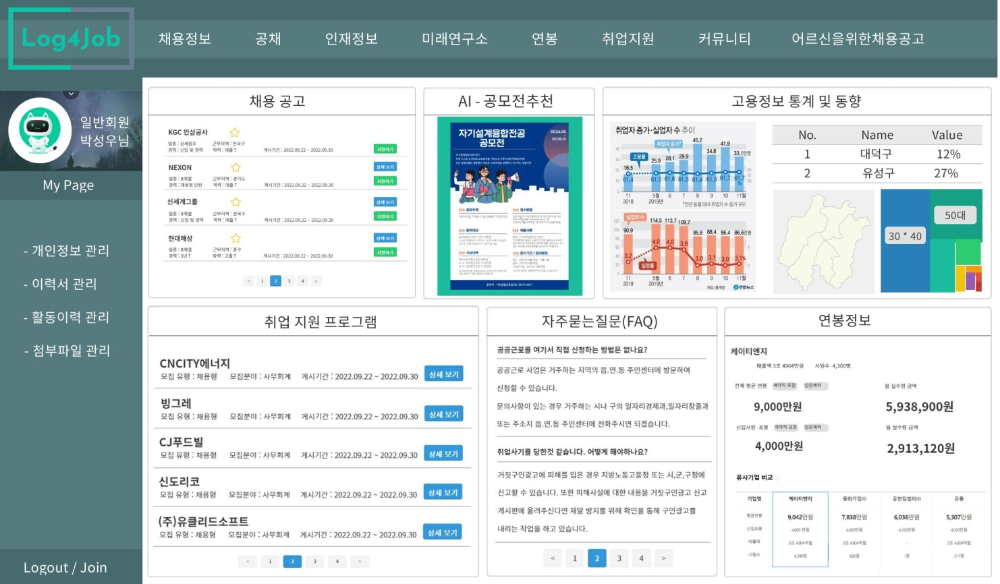 Log4Job
채용정보 공채 인재정보 미래연구소 연봉 취업지원 커뮤니티 어르신을위한채용공고
일반회원
박성우님
My Page
- 개인정보 관리
- 이력서 관리
- 활동이력 관리
- 첨부파일 관리
Logout / Join
채용 공고
KGC 인삼공사
업종 : 상세참조 근무지역 : 전국구
경력 : 신입 및 경력 학력 : 대졸↑ 게시기간 : 2022.09.22 ~ 2022.09.30 지원하기
NEXON 상세 보기
업종 : it계열 근무지역 : 경기도
경력 : 채용형 인턴 학력 : 대졸↑ 게시기간 : 2022.09.22 ~ 2022.09.30 지원하기
신세계그룹 상세 보기
업종 : it계열 근무지역 : 전국구
경력 : 신입 및 경력 학력 : 대졸↑ 게시기간 : 2022.09.22 ~ 2022.09.30 지원하기
현대해상 상세 보기
업종 : it계열 근무지역 : 중구
경력 : 3년↑ 학력 : 고졸↑ 게시기간 : 2022.09.22 ~ 2022.09.30 지원하기
< 1 2 3 4 >
AI - 공모전추천
자기설계융합전공
공모전
22.04.26
22.05.13
>>> 공모주제 >>> 접수방법
>>> 참여대상 >>> 제출서류
>>> 시상내역 >>> 접수기간 / 결과발표
고용정보 통계 및 동향
취업자 증가·실업자 수 추이
취업자 증가*
고용률
16.5 25.9 28.1 29.9 45.2 34.8 41.9 33.1만명
61.4 61.5 61.6 61.5 61.4 61.5 61.7 61.7%
11 5월 6 7 8 9 10 11월
2018 2019년
*전년 동월 대비 취업자 수 증가 규모
실업자 수
90.9 114.5 113.7 109.7 85.8 88.4 86.4 86.6만명
3.2 4.0 4.0 3.9 3.0 3.1 3.0 3.1%
실업률
11 5월 6 7 8 9 10 11월
2018 2019년
자료/통계청 연합뉴스
No. Name Value
1 대덕구 12%
2 유성구 27%
30 * 40
50대
취업 지원 프로그램
CNCITY에너지
모집 유형 : 채용형 모집분야 : 사무회계 게시기간 : 2022.09.22 ~ 2022.09.30 상세 보기
빙그레
모집 유형 : 채용형 모집분야 : 사무회계 게시기간 : 2022.09.22 ~ 2022.09.30 상세 보기
CJ푸드빌
모집 유형 : 채용형 모집분야 : 사무회계 게시기간 : 2022.09.22 ~ 2022.09.30 상세 보기
신도리코
모집 유형 : 채용형 모집분야 : 사무회계 게시기간 : 2022.09.22 ~ 2022.09.30 상세 보기
(주)유클리드소프트
모집 유형 : 채용형 모집분야 : 사무회계 게시기간 : 2022.09.22 ~ 2022.09.30 상세 보기
< 1 2 3 4 >
자주묻는질문(FAQ)
공공근로를 여기서 직접 신청하는 방법은 없나요?
공공근로 사업은 거주하는 지역의 읍.면.동 주민센터에 방문하여
신청할 수 있습니다.
문의사항이 있는 경우 거주하는 시나 구의 일자리경제과,일자리창출과
또는 주소지 읍.면.동 주민센터에 전화주시면 되겠습니다.
취업사기를 당한것 같습니다. 어떻게 해야하나요?
거짓구인광고에 피해를 입은 경우 지방노동고용청 또는 시,군,구청에
신고할 수 있습니다. 또한 피해사실에 대한 내용을 거짓구인광고 신고
게시판에 올려주신다면 재발 방지를 위해 확인을 통해 구인광고를
내리는 작업을 하고 있습니다.
< 1 2 3 4 >
연봉정보
케이티엔지
매출액 3조 4904만원 사원수 4,300명
전체 평균 연봉 계약직 포함 임원제외 월 실수령 금액
9,000만원 5,938,900원
신입사원 초봉 계약직 포함 임원제외 월 실수령 금액
4,000만원 2,913,120원
유사기업 비교
기업명 케이티엔지 동화기업㈜ 유한킴벌리㈜ 유풍
평균연봉 9,042만원 7,838만원 6,036만원 5,307만원
신입초봉 4,000 만원 4,000만원 4,100만원 4,000만원
매출액 3조 4,904억원 3조 4,904억원 - 3조 4,904억원
사원수 4,390명 686명 -명 311명